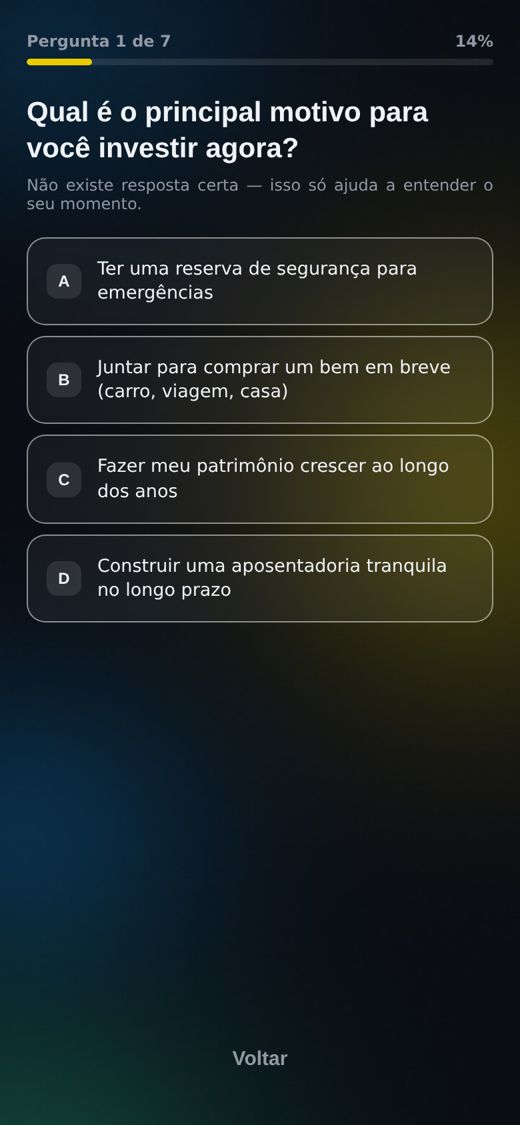 Pergunta 1 de 7
14%
Qual é o principal motivo para
você investir agora?
Não existe resposta certa — isso só ajuda a entender o
seu momento.
A
Ter uma reserva de segurança para
emergências
B
Juntar para comprar um bem em breve
(carro, viagem, casa)
C
Fazer meu patrimônio crescer ao longo
dos anos
D
Construir uma aposentadoria tranquila
no longo prazo
Voltar